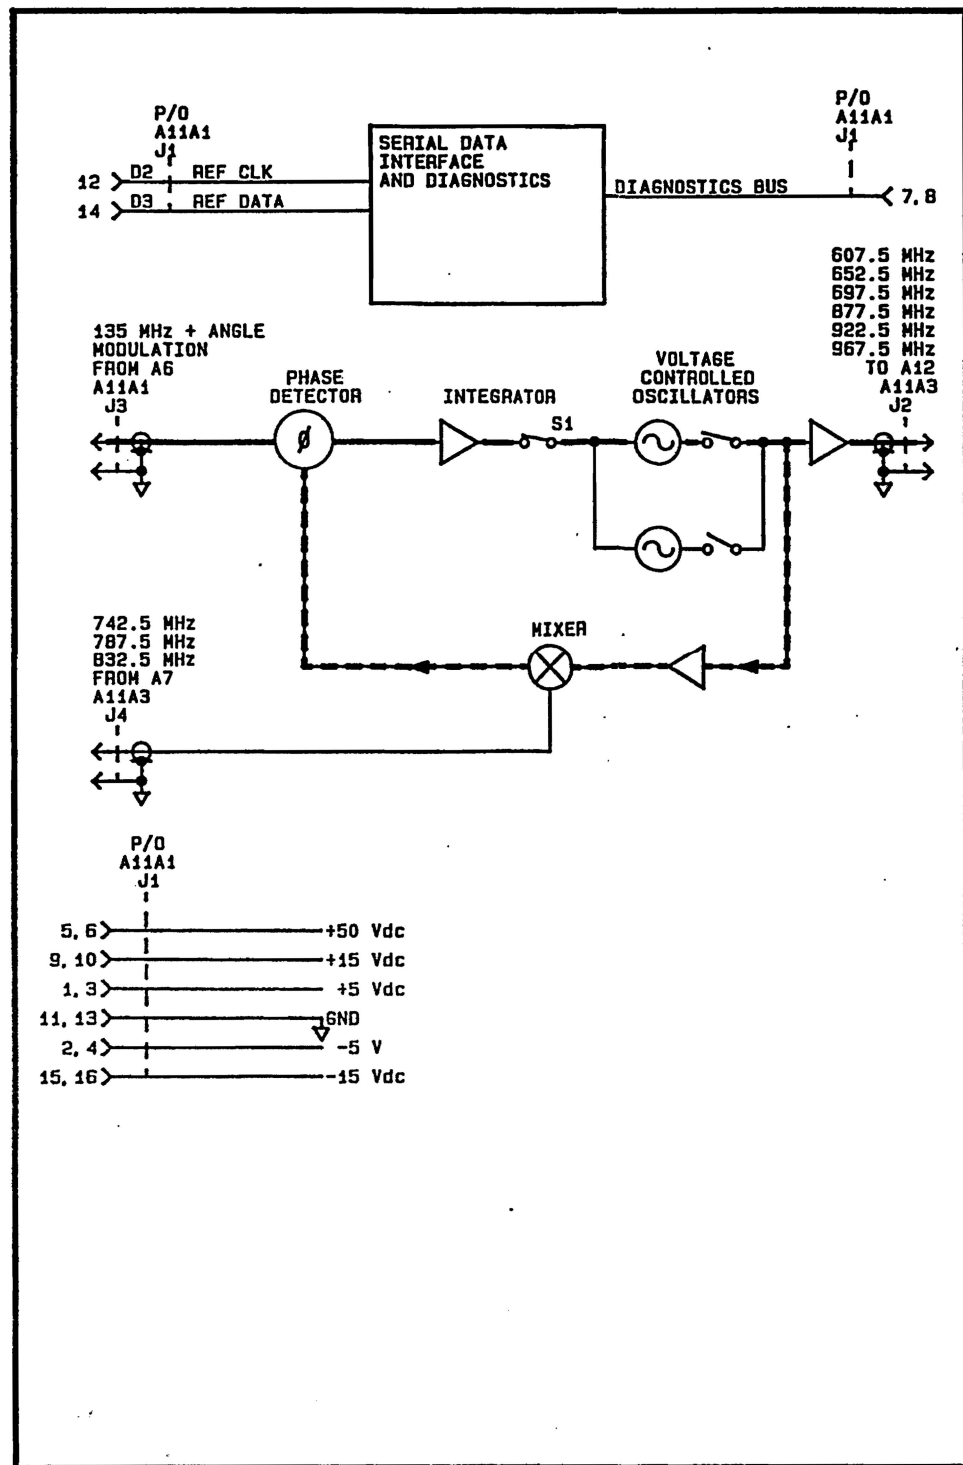 P/O
A11A1
J1
12 D2 REF CLK
14 D3 REF DATA
SERIAL DATA
INTERFACE
AND DIAGNOSTICS
DIAGNOSTICS BUS
P/O
A11A1
J1
7,8
607.5 MHz
652.5 MHz
697.5 MHz
877.5 MHz
922.5 MHz
967.5 MHz
TO A12
A11A3
J2
135 MHz + ANGLE
MODULATION
FROM A6
A11A1
J3
PHASE
DETECTOR
ø
INTEGRATOR
S1
VOLTAGE
CONTROLLED
OSCILLATORS
742.5 MHz
787.5 MHz
832.5 MHz
FROM A7
A11A3
J4
MIXER
P/O
A11A1
J1
5,6 +50 Vdc
9,10 +15 Vdc
1,3 +5 Vdc
11,13 GND
2,4 -5 V
15,16 -15 Vdc